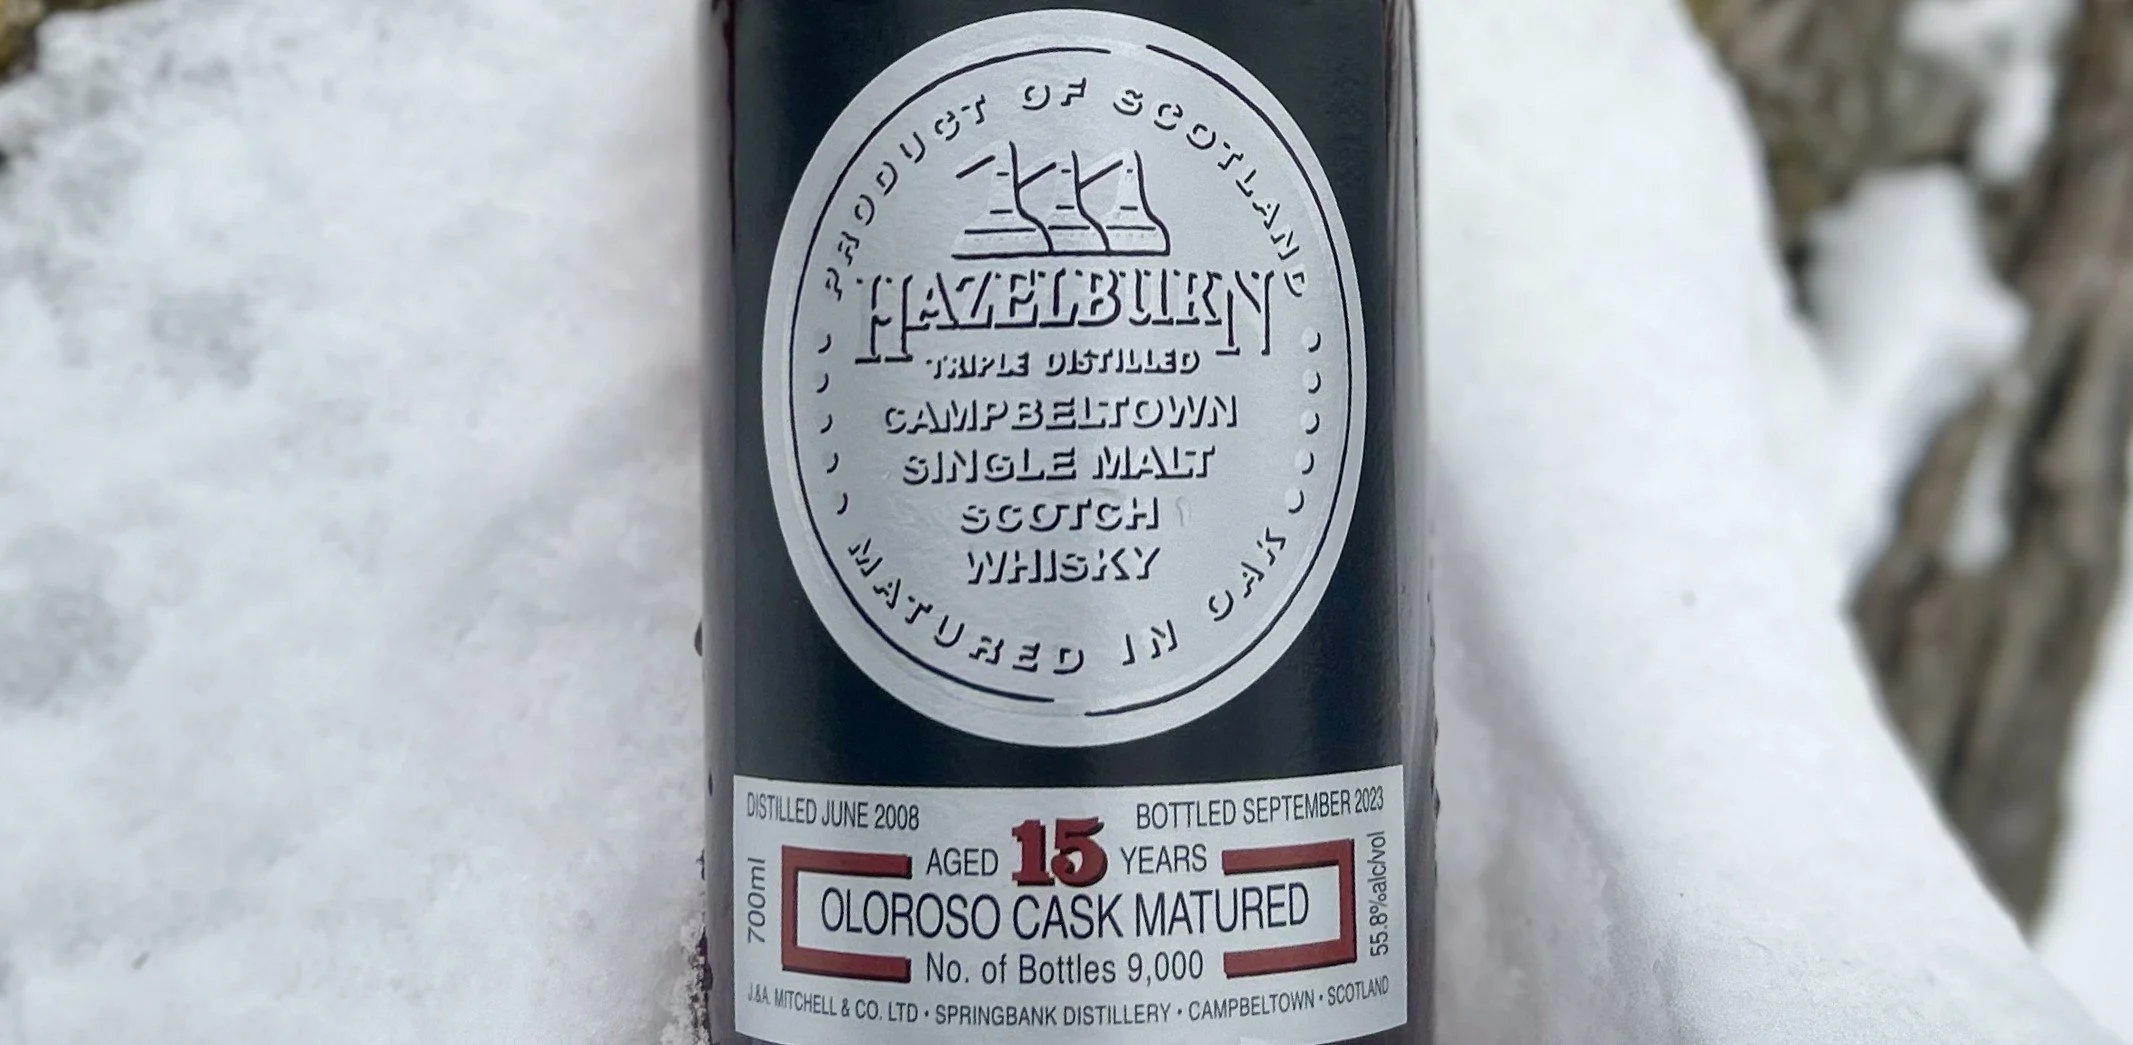 PRODUCT OF SCOTLAND
HAZELBURN
TRIPLE DISTILLED
CAMPBELTOWN
SINGLE MALT
SCOTCH
WHISKY
MATURED IN OAK
DISTILLED JUNE 2008
BOTTLED SEPTEMBER 2023
AGED 15 YEARS
700ml
OLOROSO CASK MATURED
55.8%alc/vol
No. of Bottles 9,000
J.&A. MITCHELL & CO. LTD • SPRINGBANK DISTILLERY • CAMPBELTOWN • SCOTLAND